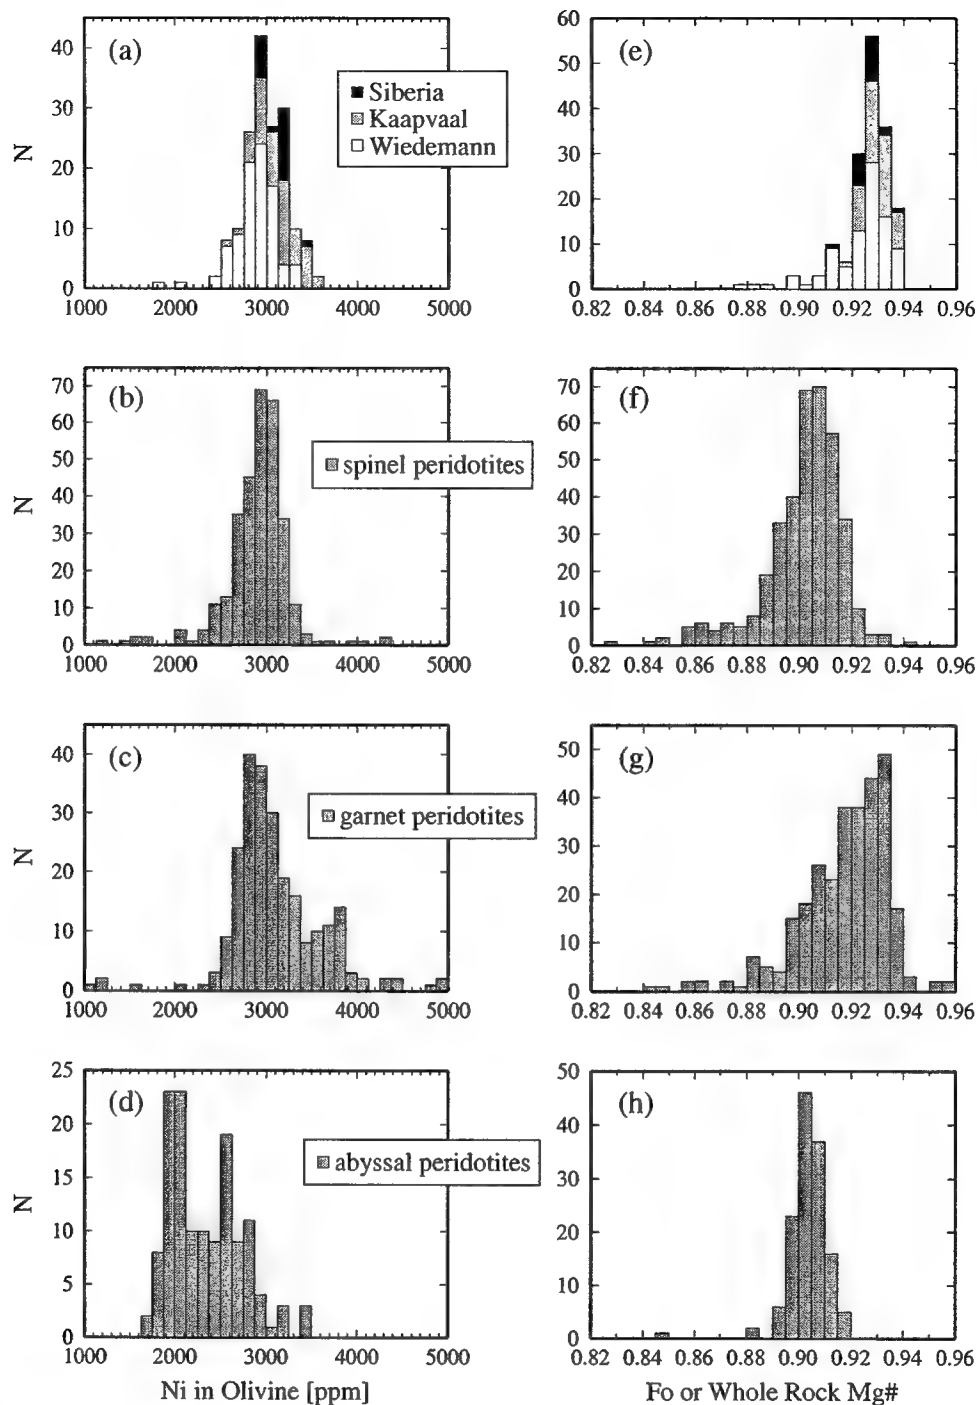 (a)
N
40
30
20
10
0
1000 2000 3000 4000 5000
Siberia
Kaapvaal
Wiedemann
(e)
60
50
40
30
20
10
0
0.82 0.84 0.86 0.88 0.90 0.92 0.94 0.96
(b)
N
70
60
50
40
30
20
10
0
1000 2000 3000 4000 5000
spinel peridotites
(f)
70
60
50
40
30
20
10
0
0.82 0.84 0.86 0.88 0.90 0.92 0.94 0.96
(c)
N
40
30
20
10
0
1000 2000 3000 4000 5000
garnet peridotites
(g)
50
40
30
20
10
0
0.82 0.84 0.86 0.88 0.90 0.92 0.94 0.96
(d)
N
25
20
15
10
5
0
1000 2000 3000 4000 5000
Ni in Olivine [ppm]
abyssal peridotites
(h)
50
40
30
20
10
0
0.82 0.84 0.86 0.88 0.90 0.92 0.94 0.96
Fo or Whole Rock Mg#